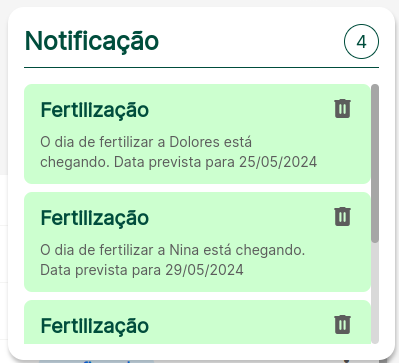 Notificação
4
Fertilização
O dia de fertilizar a Dolores está
chegando. Data prevista para 25/05/2024
Fertilização
O dia de fertilizar a Nina está chegando.
Data prevista para 29/05/2024
Fertilização